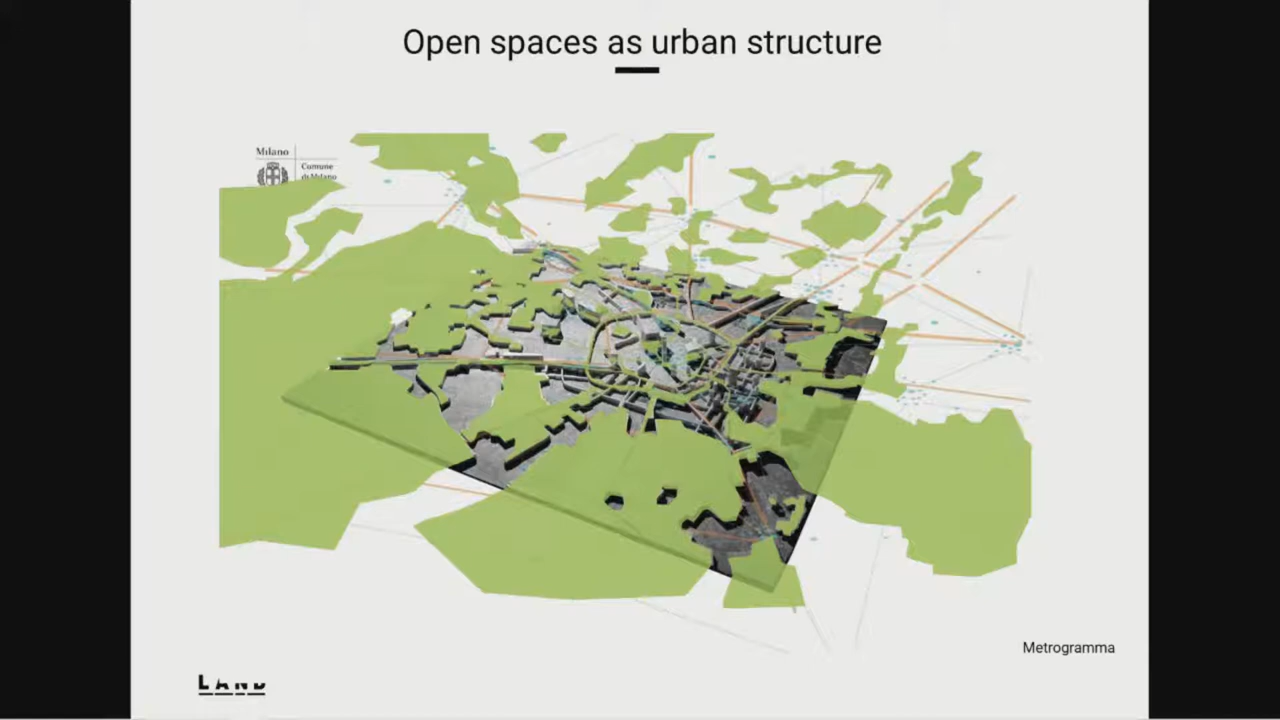 Open spaces as urban structure
Milano
Comune
di Milano
Metrogramma
LAND